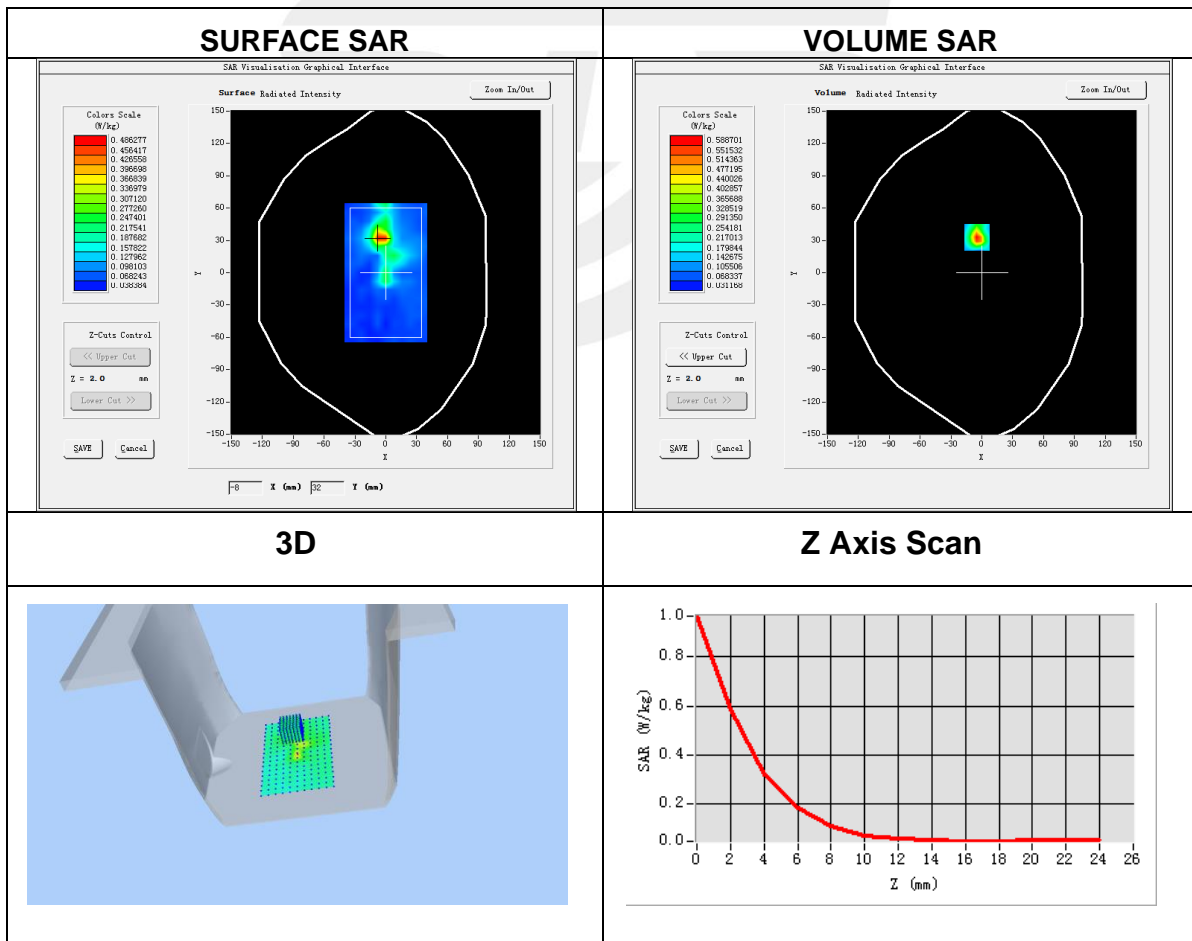 SURFACE SAR
SAR Visualisation Graphical Interface
Surface Radiated Intensity
Zoom In/Out
Colors Scale
(W/kg)
0.486277
0.456417
0.426558
0.396698
0.366839
0.336979
0.307120
0.277260
0.247401
0.217541
0.187682
0.157822
0.127962
0.098103
0.068243
0.038384
Z-Cuts Control
<< Upper Cut
Z = 2.0 mm
Lower Cut >>
SAVE Cancel
150
120
90
60
30
0
-30
-60
-90
-120
-150
Y
-150 -120 -90 -60 -30 0 30 60 90 120 150
X
-8 X (mm) 32 Y (mm)
VOLUME SAR
SAR Visualisation Graphical Interface
Volume Radiated Intensity
Zoom In/Out
Colors Scale
(W/kg)
0.588701
0.551532
0.514363
0.477195
0.440026
0.402857
0.365688
0.328519
0.291350
0.254181
0.217013
0.179844
0.142675
0.105506
0.068337
0.031168
Z-Cuts Control
<< Upper Cut
Z = 2.0 mm
Lower Cut >>
SAVE Cancel
150
120
90
60
30
0
-30
-60
-90
-120
-150
Y
-150 -120 -90 -60 -30 0 30 60 90 120 150
X
3D
Z Axis Scan
1.0
0.8
0.6
0.4
0.2
0.0
SAR (W/kg)
0 2 4 6 8 10 12 14 16 18 20 22 24 26
Z (mm)